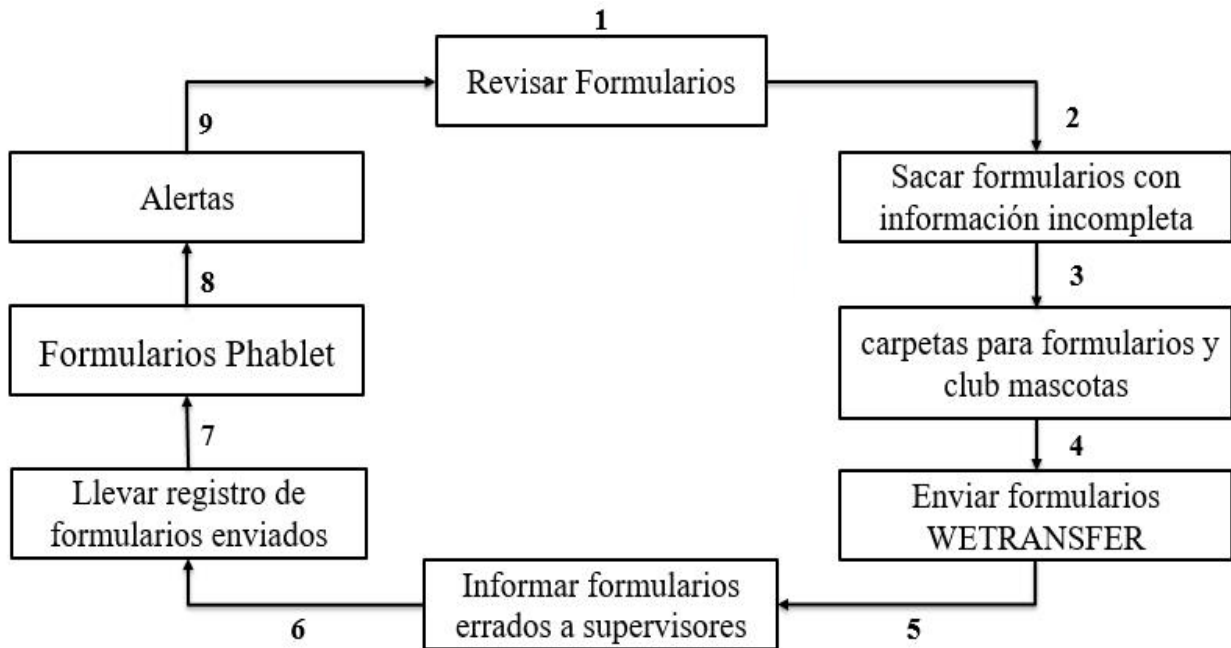 1
Revisar Formularios
2
Sacar formularios con
información incompleta
3
carpetas para formularios y
club mascotas
4
Enviar formularios
WETRANSFER
5
Informar formularios
errados a supervisores
6
Llevar registro de
formularios enviados
7
Formularios Phablet
8
Alertas
9